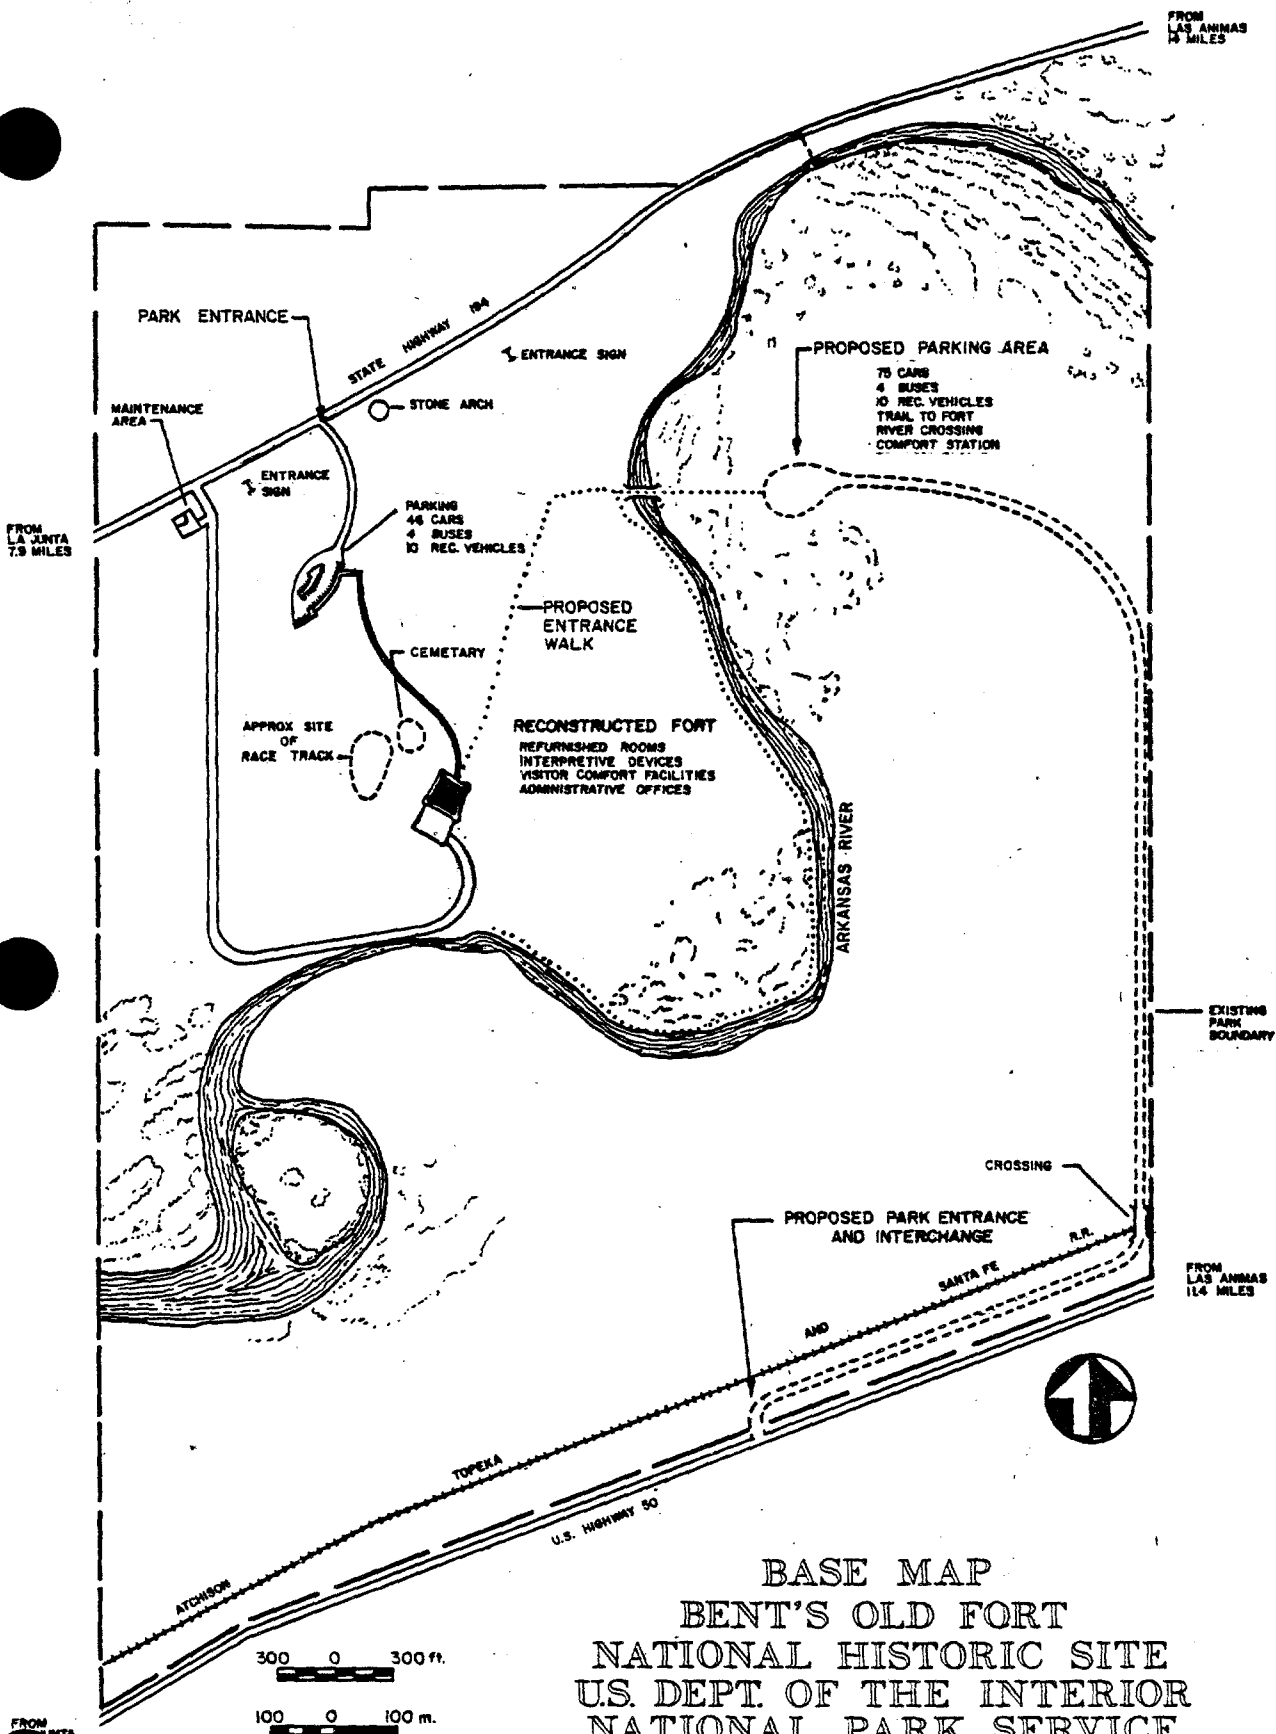 FROM
LAS ANIMAS
14 MILES
PARK ENTRANCE
STATE HIGHWAY 194
ENTRANCE SIGN
PROPOSED PARKING AREA
75 CARS
4 BUSES
10 REC. VEHICLES
TRAIL TO FORT
RIVER CROSSING
COMFORT STATION
MAINTENANCE
AREA
STONE ARCH
ENTRANCE
SIGN
PARKING
44 CARS
4 BUSES
10 REC. VEHICLES
FROM
LA JUNTA
7.9 MILES
PROPOSED
ENTRANCE
WALK
CEMETARY
APPROX SITE
OF
RACE TRACK
RECONSTRUCTED FORT
REFURNISHED ROOMS
INTERPRETIVE DEVICES
VISITOR COMFORT FACILITIES
ADMINISTRATIVE OFFICES
ARKANSAS RIVER
EXISTING
PARK
BOUNDARY
CROSSING
PROPOSED PARK ENTRANCE
AND INTERCHANGE
ATCHISON TOPEKA AND SANTA FE R.R.
FROM
LAS ANIMAS
11.4 MILES
U.S. HIGHWAY 50
BASE MAP
BENT'S OLD FORT
NATIONAL HISTORIC SITE
U.S. DEPT. OF THE INTERIOR
NATIONAL PARK SERVICE
300 0 300 ft.
100 0 100 m.
FROM